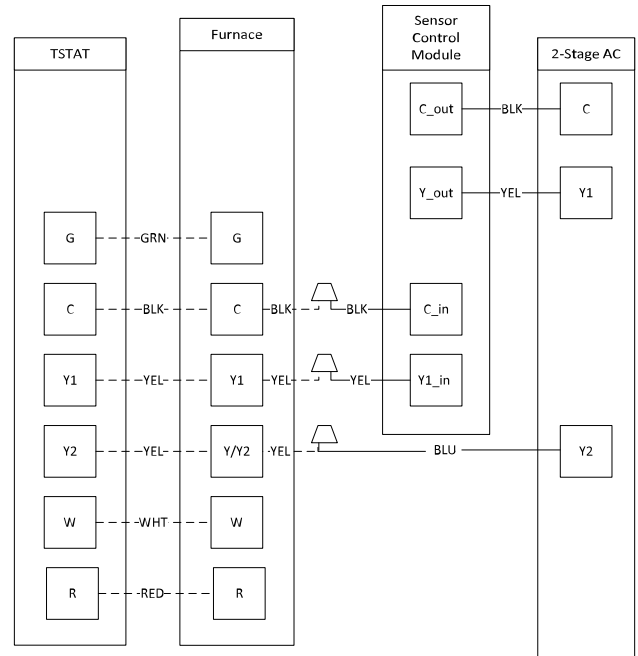 TSTAT
Furnace
Sensor
Control
Module
2-Stage AC
C_out
BLK
C
Y_out
YEL
Y1
G
GRN
G
C
BLK
C
BLK
BLK
C_in
Y1
YEL
Y1
YEL
YEL
Y1_in
Y2
YEL
Y/Y2
YEL
BLU
Y2
W
WHT
W
R
RED
R